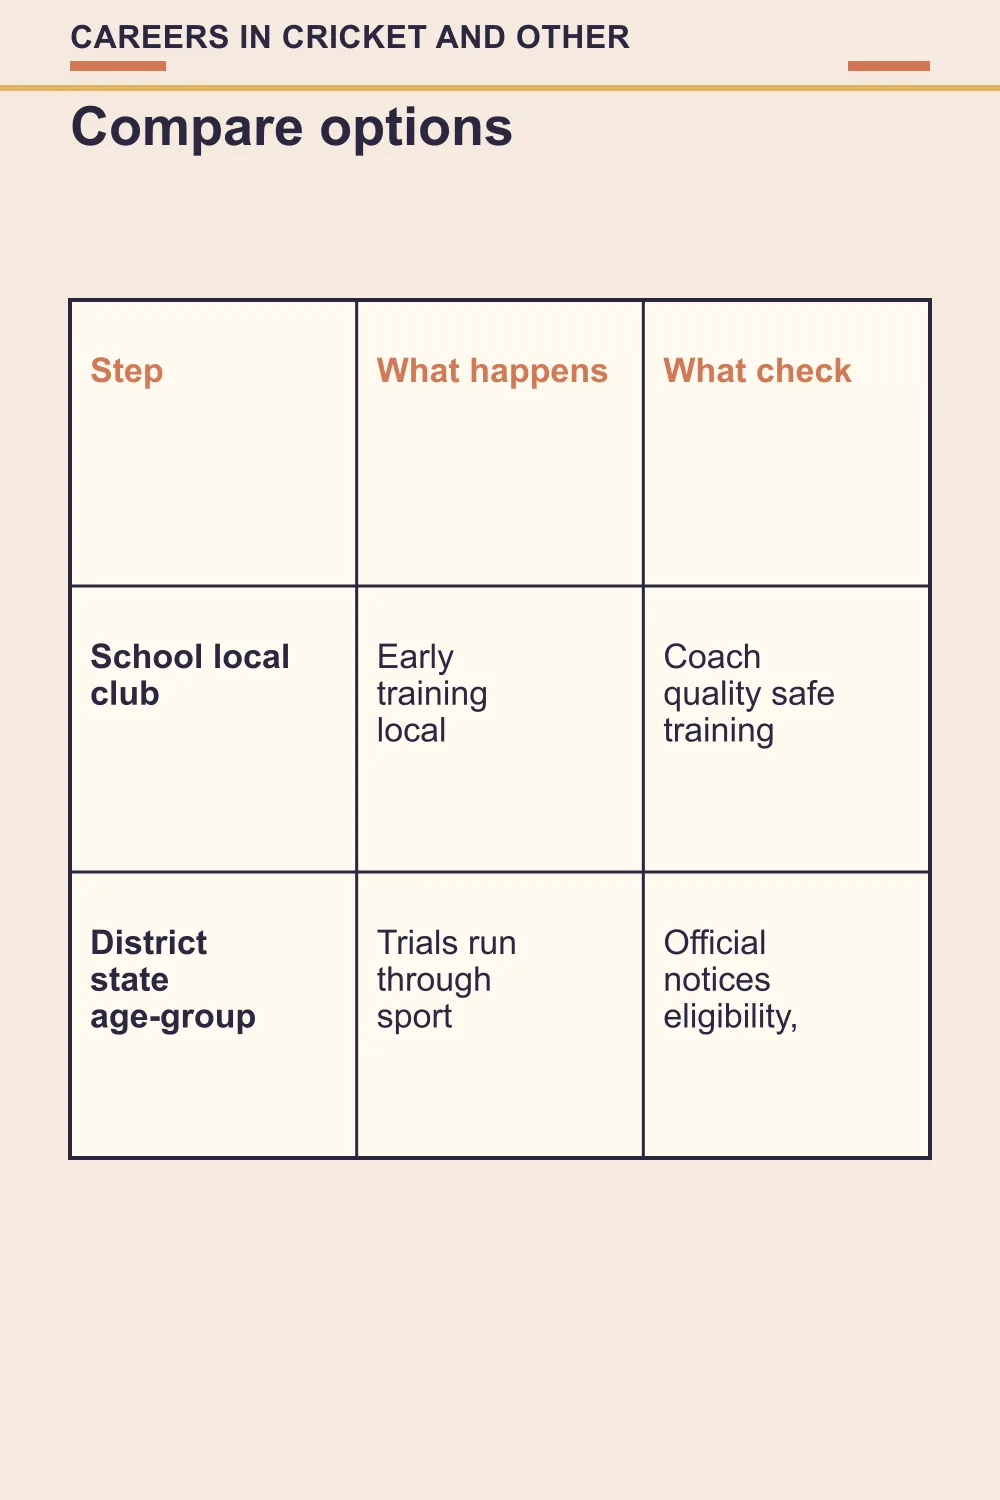 CAREERS IN CRICKET AND OTHER
Compare options
Step
What happens
What check
School local
club
Early
training
local
Coach
quality safe
training
District
state
age-group
Trials run
through
sport
Official
notices
eligibility,